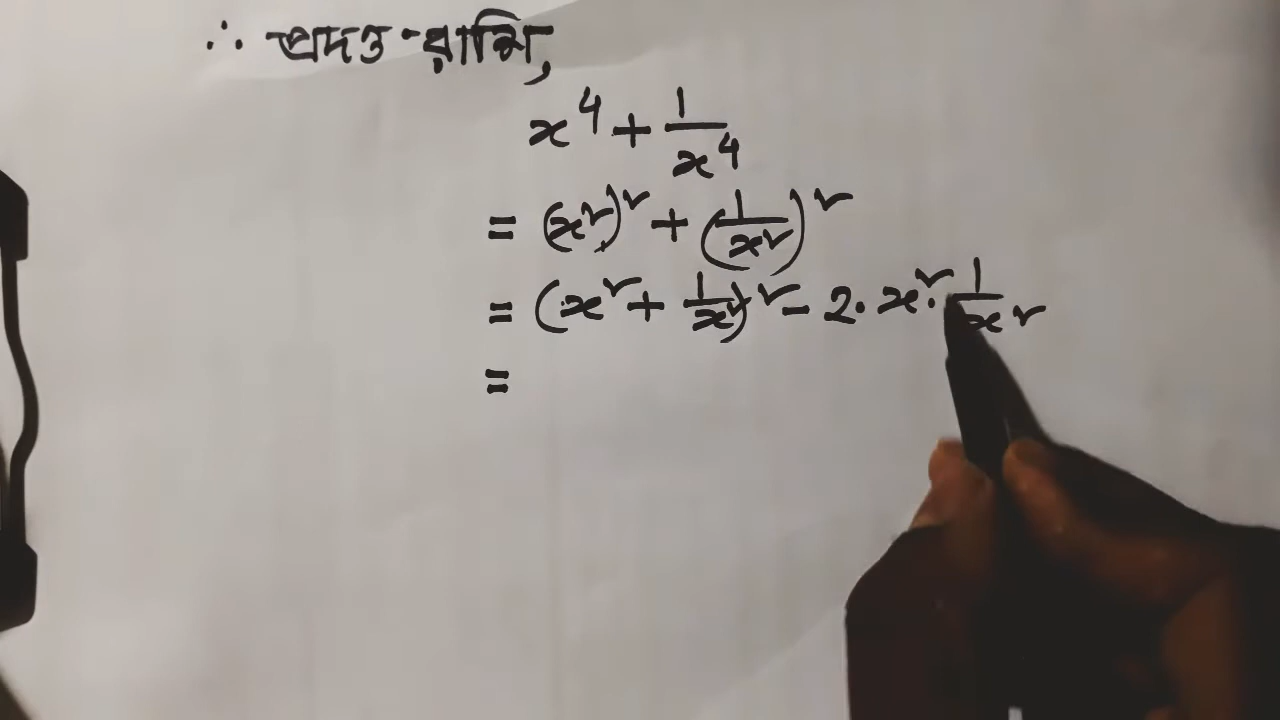 ∴ প্রদত্ত রাশি,
x⁴ + 1/x⁴
= (x²)² + (1/x²)²
= (x² + 1/x²)² - 2. x². 1/x²
=